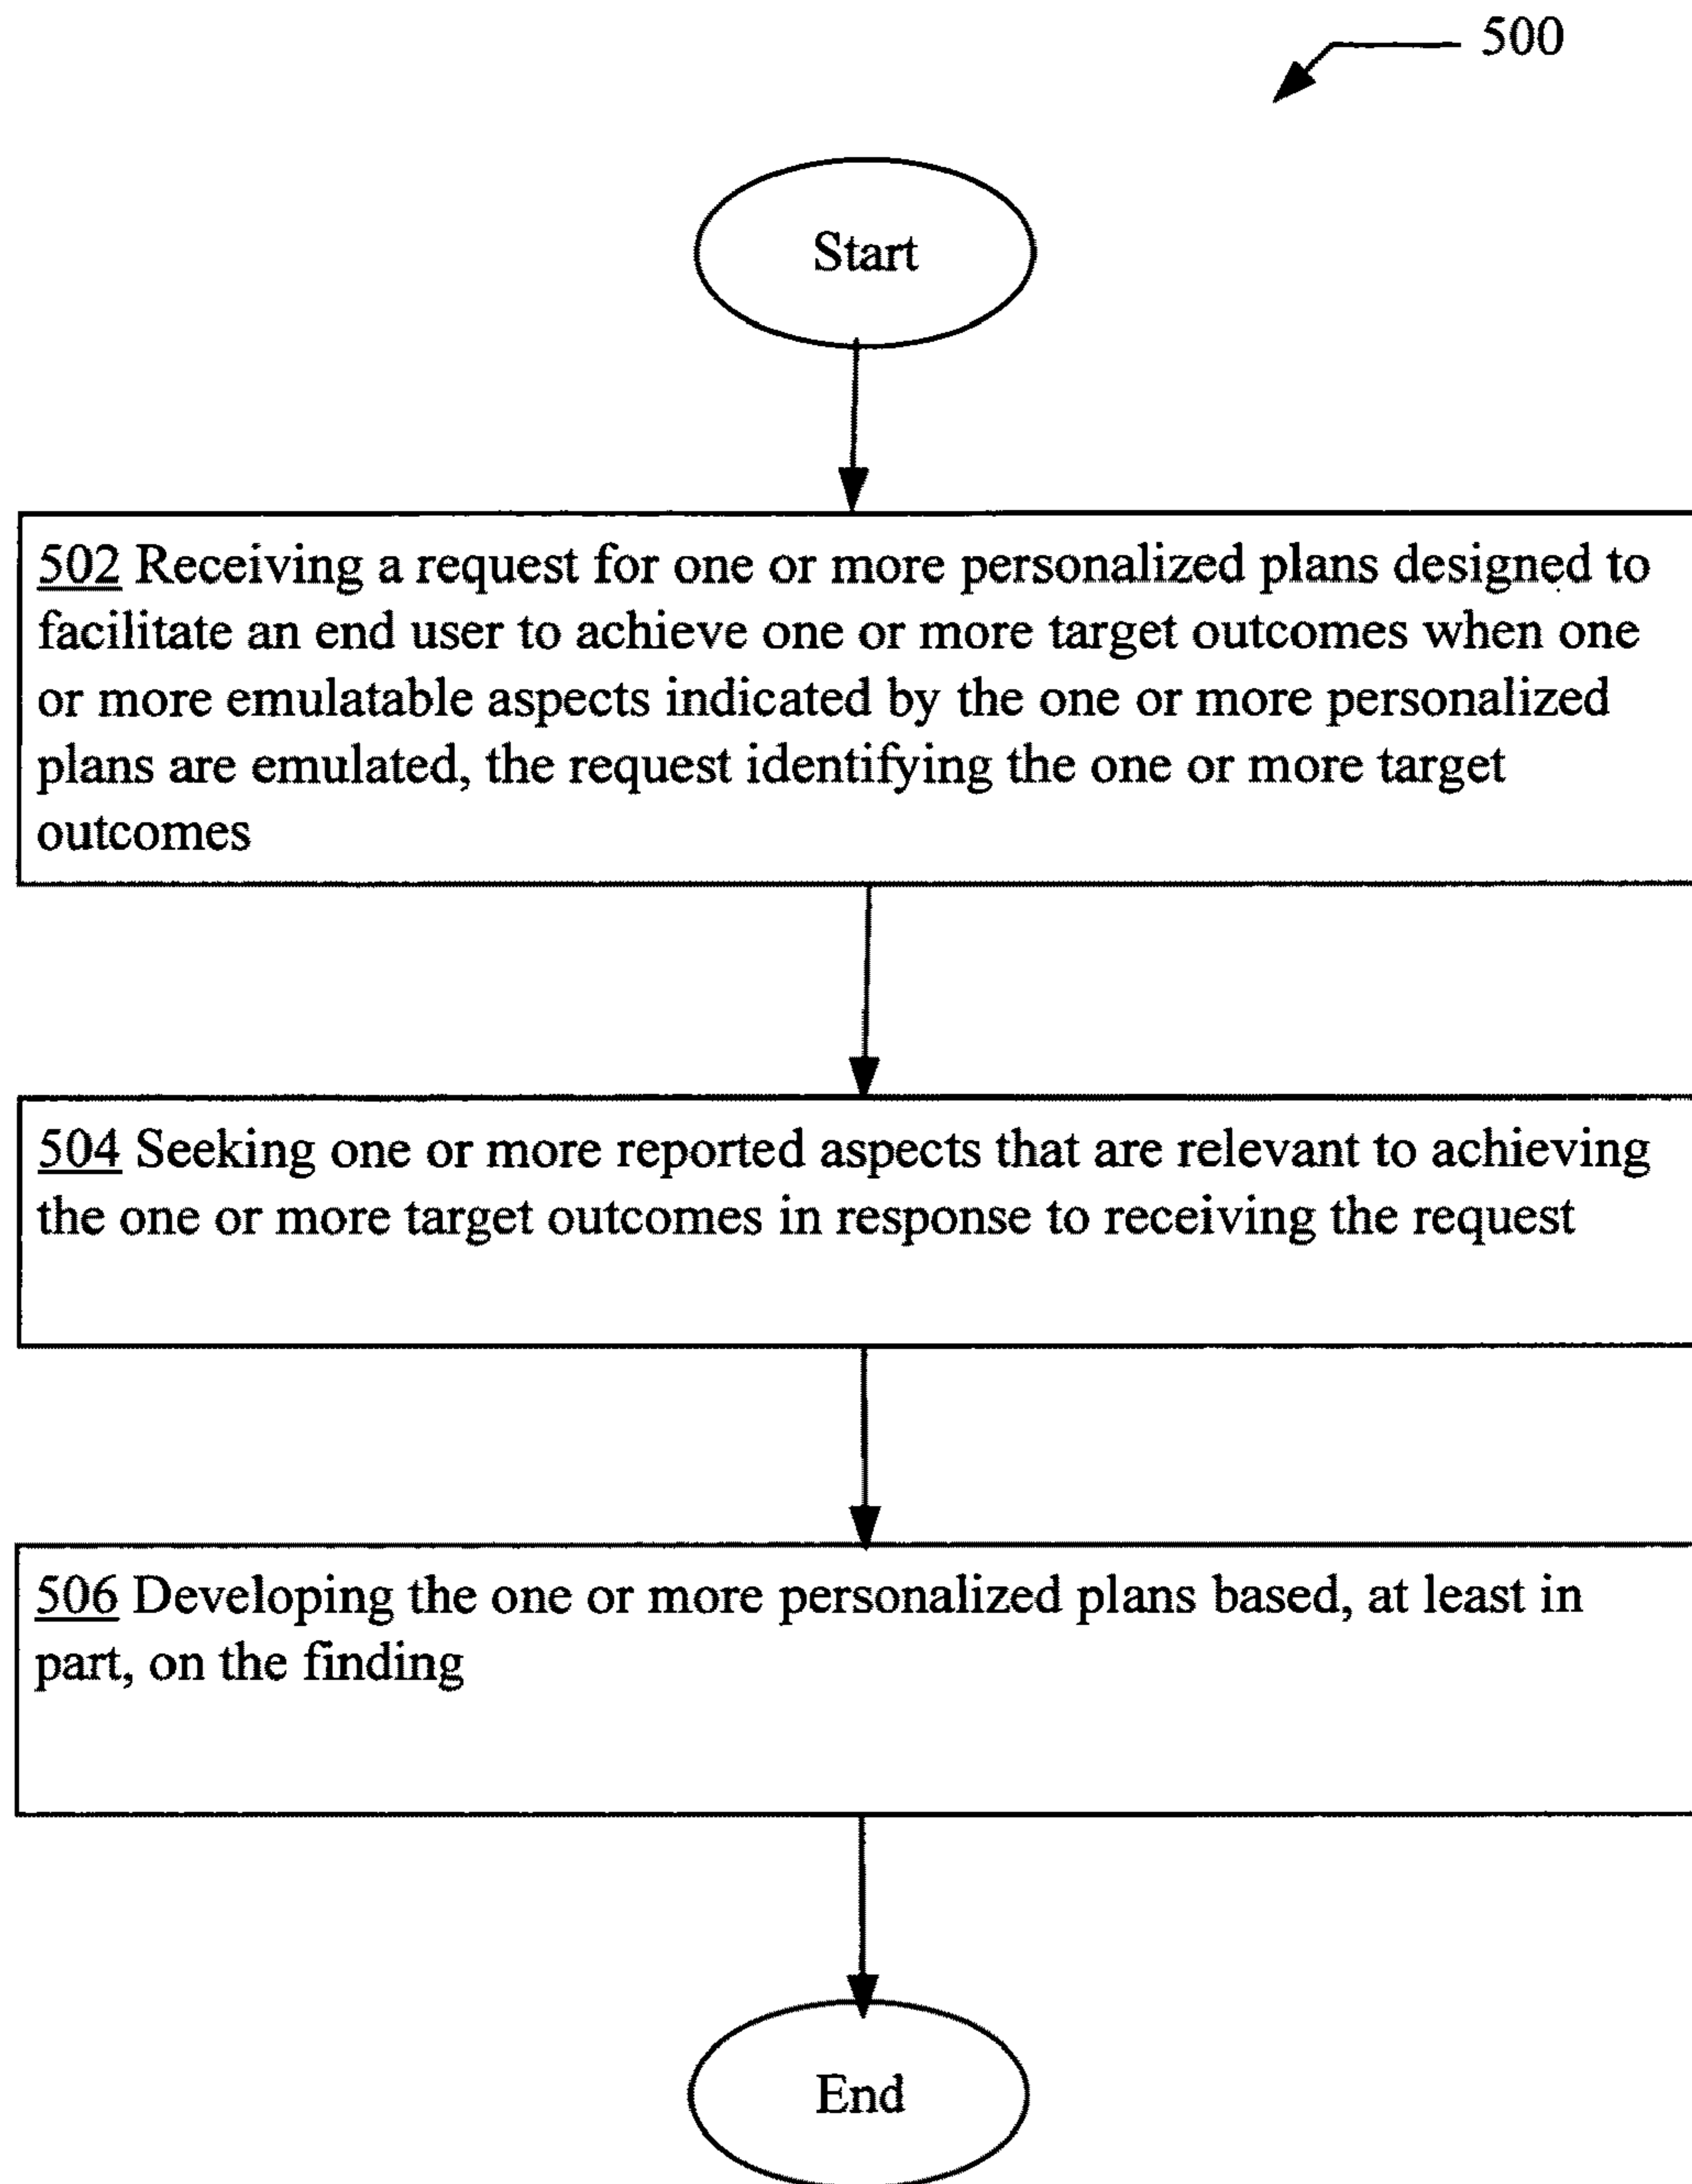 500
Start
502 Receiving a request for one or more personalized plans designed to
facilitate an end user to achieve one or more target outcomes when one
or more emulatable aspects indicated by the one or more personalized
plans are emulated, the request identifying the one or more target
outcomes
504 Seeking one or more reported aspects that are relevant to achieving
the one or more target outcomes in response to receiving the request
506 Developing the one or more personalized plans based, at least in
part, on the finding
End